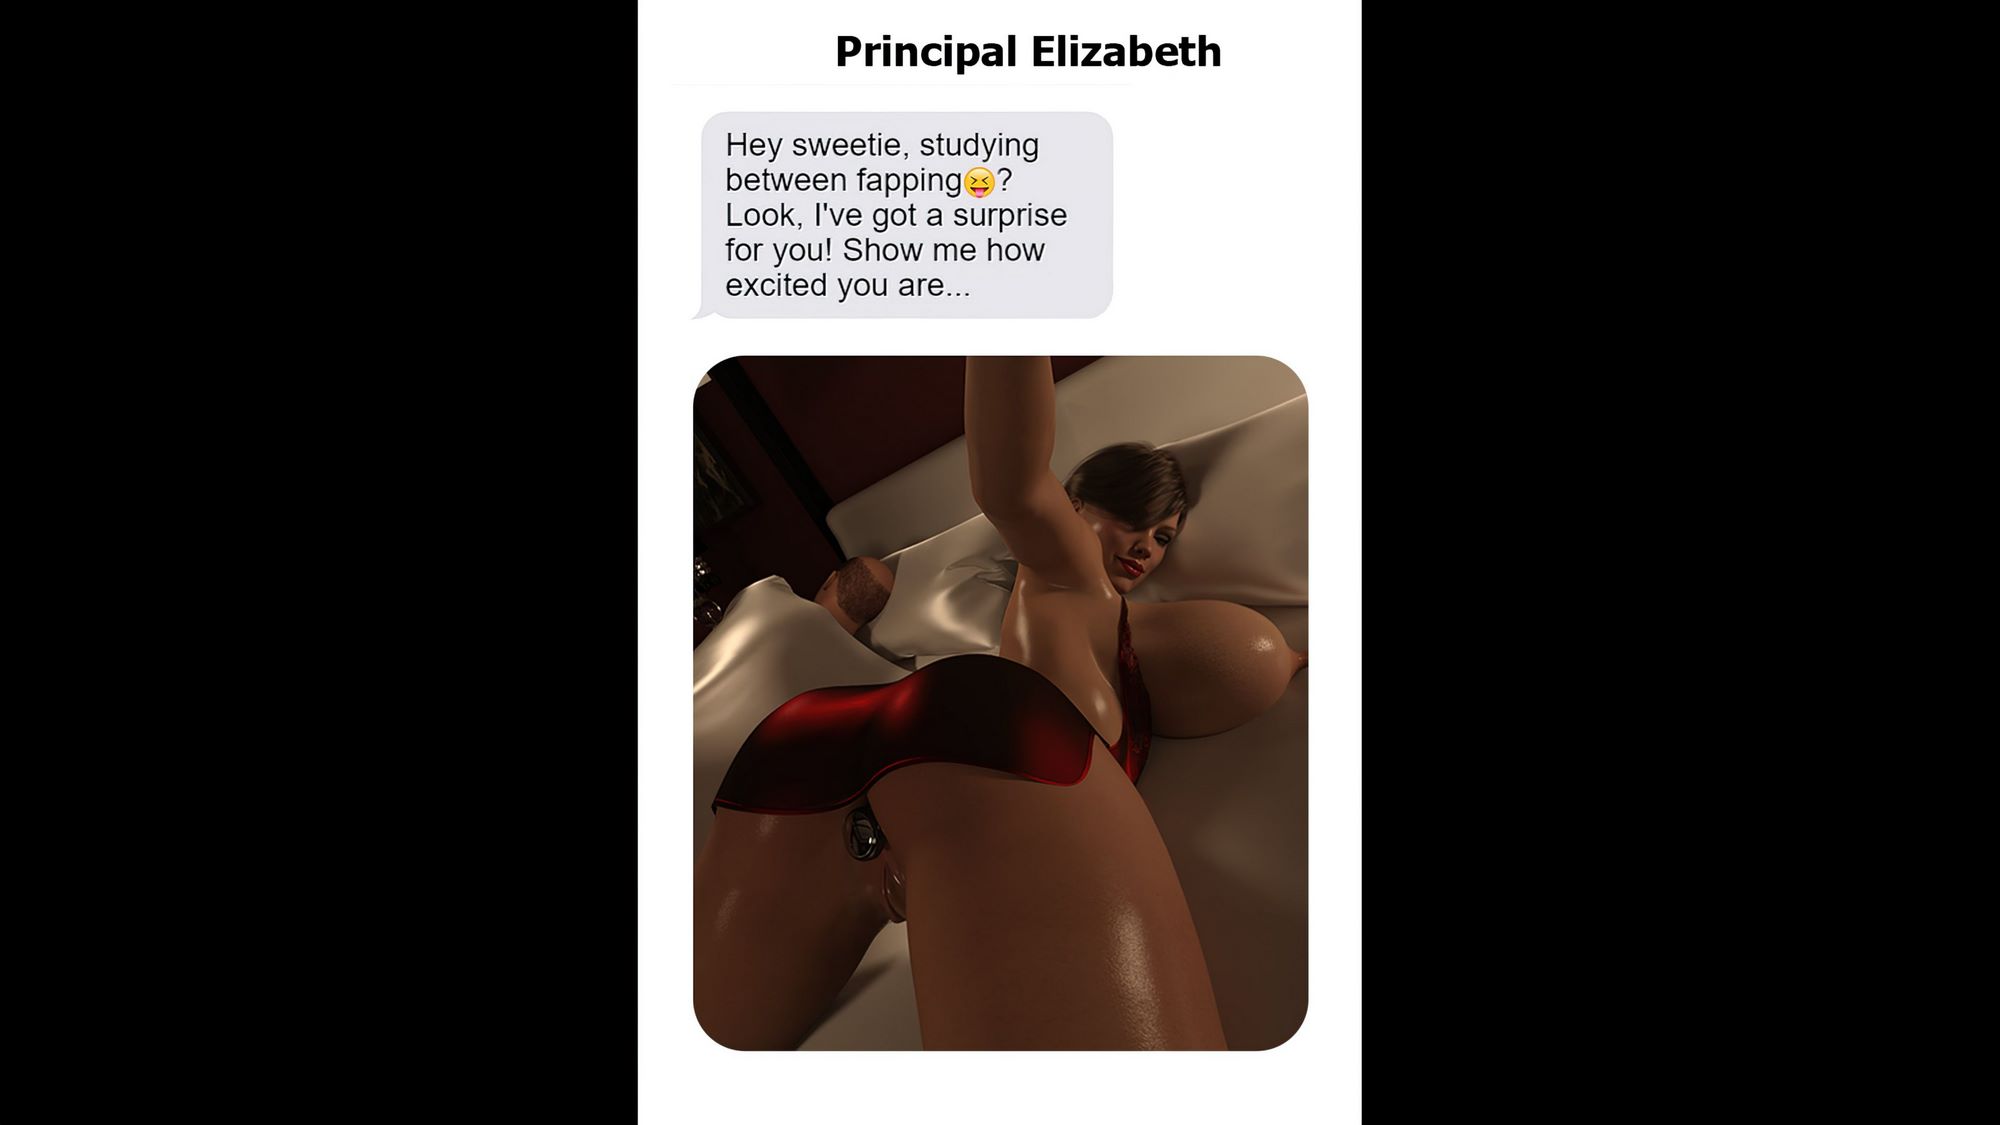 Principal Elizabeth
Hey sweetie, studying
between fapping😝?
Look, I've got a surprise
for you! Show me how
excited you are...